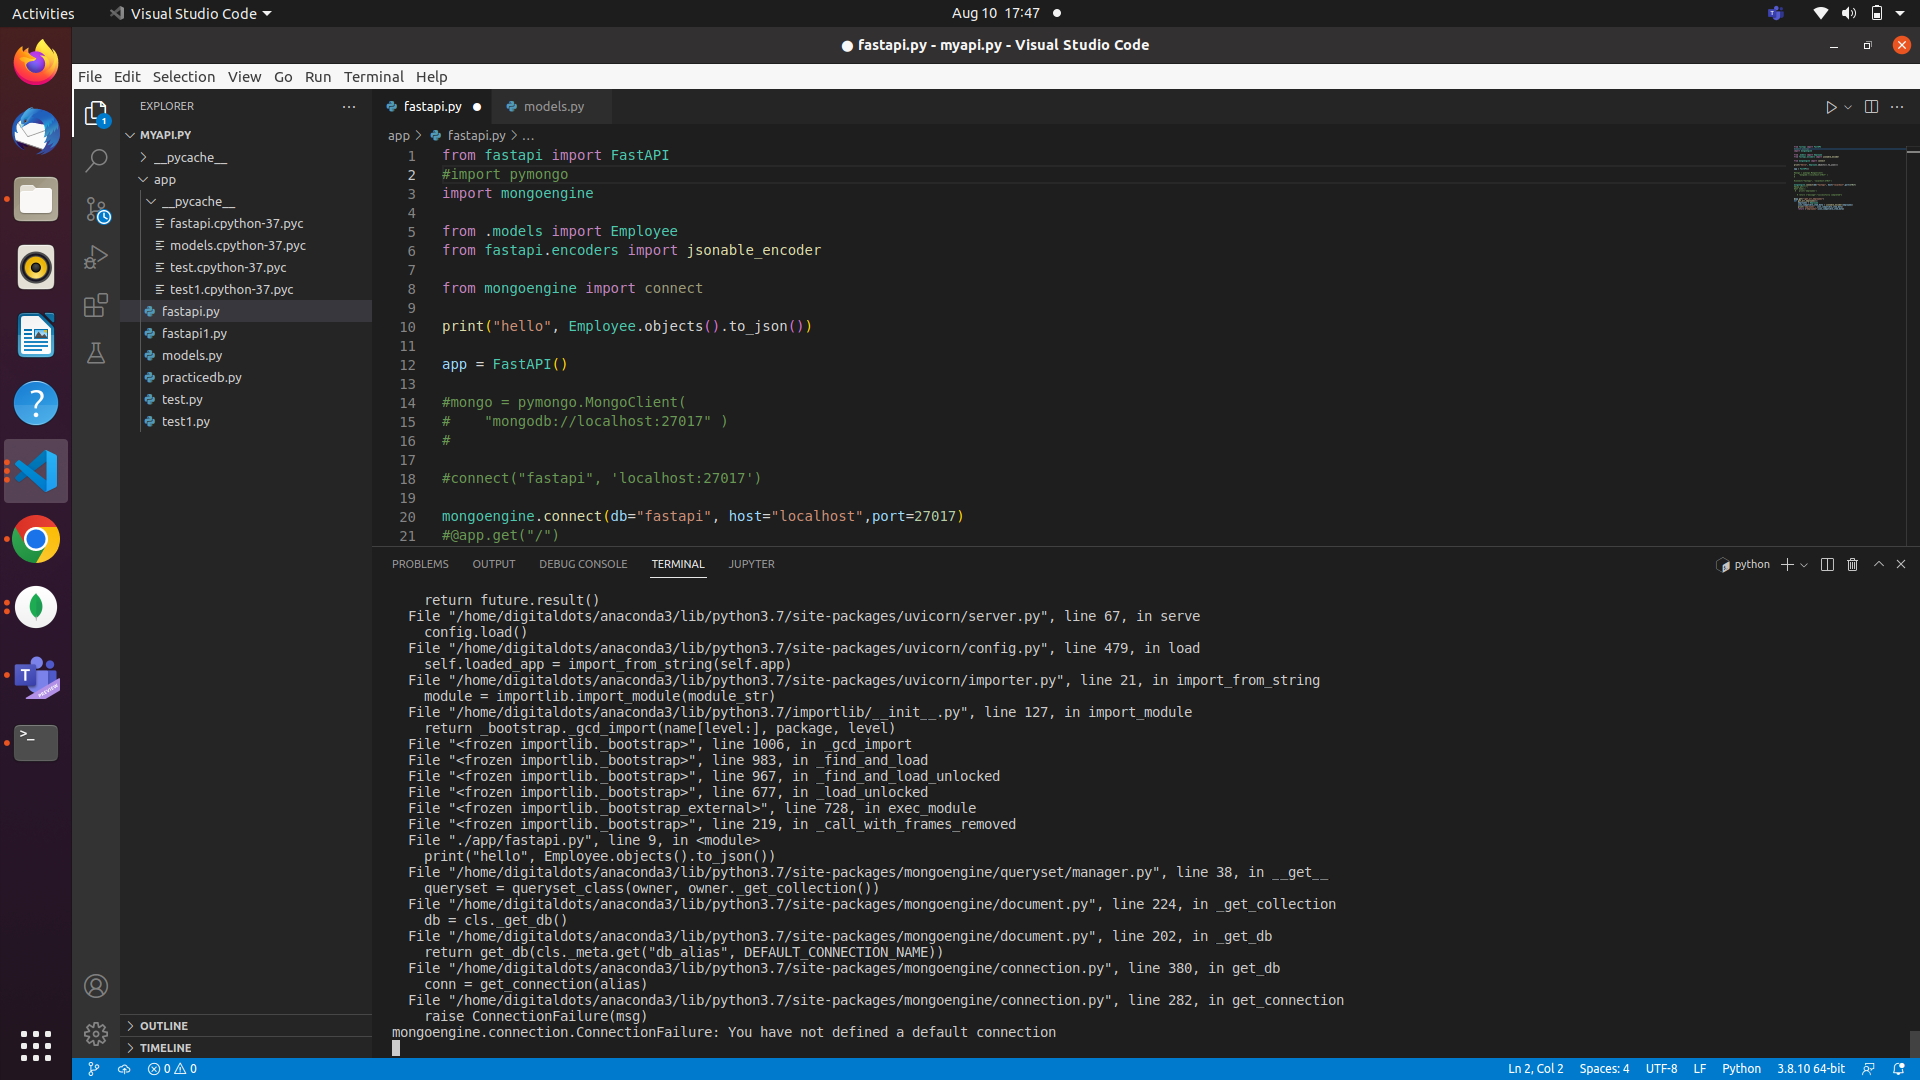 Activities
Visual Studio Code
Aug 10 17:47
fastapi.py - myapi.py - Visual Studio Code
File Edit Selection View Go Run Terminal Help
EXPLORER
MYAPI.PY
__pycache__
app
__pycache__
fastapi.cpython-37.pyc
models.cpython-37.pyc
test.cpython-37.pyc
test1.cpython-37.pyc
fastapi.py
fastapi1.py
models.py
practicedb.py
test.py
test1.py
OUTLINE
TIMELINE
1
fastapi.py
models.py
app > fastapi.py > ...
1 from fastapi import FastAPI
2 #import pymongo
3 import mongoengine
4
5 from .models import Employee
6 from fastapi.encoders import jsonable_encoder
7
8 from mongoengine import connect
9
10 print("hello", Employee.objects().to_json())
11
12 app = FastAPI()
13
14 #mongo = pymongo.MongoClient(
15 #    "mongodb://localhost:27017" )
16 #
17
18 #connect("fastapi", 'localhost:27017')
19
20 mongoengine.connect(db="fastapi", host="localhost",port=27017)
21 #@app.get("/")
PROBLEMS OUTPUT DEBUG CONSOLE TERMINAL JUPYTER
python
return future.result()
File "/home/digitaldots/anaconda3/lib/python3.7/site-packages/uvicorn/server.py", line 67, in serve
config.load()
File "/home/digitaldots/anaconda3/lib/python3.7/site-packages/uvicorn/config.py", line 479, in load
self.loaded_app = import_from_string(self.app)
File "/home/digitaldots/anaconda3/lib/python3.7/site-packages/uvicorn/importer.py", line 21, in import_from_string
module = importlib.import_module(module_str)
File "/home/digitaldots/anaconda3/lib/python3.7/importlib/__init__.py", line 127, in import_module
return _bootstrap._gcd_import(name[level:], package, level)
File "<frozen importlib._bootstrap>", line 1006, in _gcd_import
File "<frozen importlib._bootstrap>", line 983, in _find_and_load
File "<frozen importlib._bootstrap>", line 967, in _find_and_load_unlocked
File "<frozen importlib._bootstrap>", line 677, in _load_unlocked
File "<frozen importlib._bootstrap_external>", line 728, in exec_module
File "<frozen importlib._bootstrap>", line 219, in _call_with_frames_removed
File "./app/fastapi.py", line 9, in <module>
print("hello", Employee.objects().to_json())
File "/home/digitaldots/anaconda3/lib/python3.7/site-packages/mongoengine/queryset/manager.py", line 38, in __get__
queryset = queryset_class(owner, owner._get_collection())
File "/home/digitaldots/anaconda3/lib/python3.7/site-packages/mongoengine/document.py", line 224, in _get_collection
db = cls._get_db()
File "/home/digitaldots/anaconda3/lib/python3.7/site-packages/mongoengine/document.py", line 202, in _get_db
return get_db(cls._meta.get("db_alias", DEFAULT_CONNECTION_NAME))
File "/home/digitaldots/anaconda3/lib/python3.7/site-packages/mongoengine/connection.py", line 380, in get_db
conn = get_connection(alias)
File "/home/digitaldots/anaconda3/lib/python3.7/site-packages/mongoengine/connection.py", line 282, in get_connection
raise ConnectionFailure(msg)
mongoengine.connection.ConnectionFailure: You have not defined a default connection
0 0
Ln 2, Col 2 Spaces: 4 UTF-8 LF Python 3.8.10 64-bit